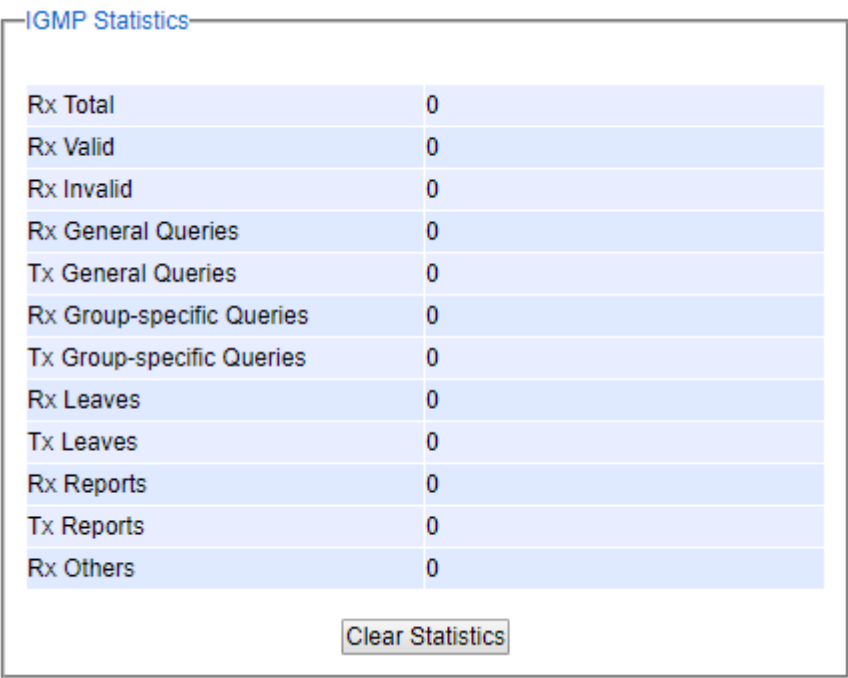 IGMP Statistics
Rx Total 0
Rx Valid 0
Rx Invalid 0
Rx General Queries 0
Tx General Queries 0
Rx Group-specific Queries 0
Tx Group-specific Queries 0
Rx Leaves 0
Tx Leaves 0
Rx Reports 0
Tx Reports 0
Rx Others 0
Clear Statistics